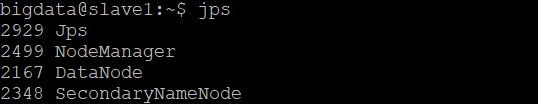 bigdata@slave1:~$ jps
2929 Jps
2499 NodeManager
2167 DataNode
2348 SecondaryNameNode